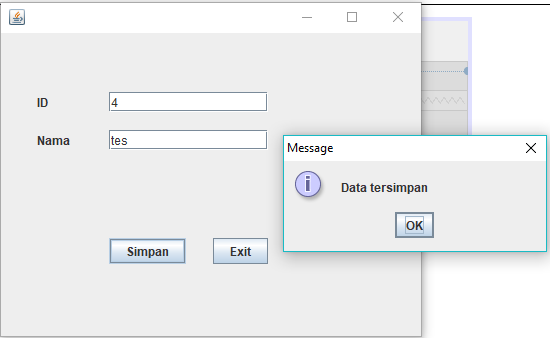 ID
4
Nama
tes
Message
Data tersimpan
OK
Simpan
Exit